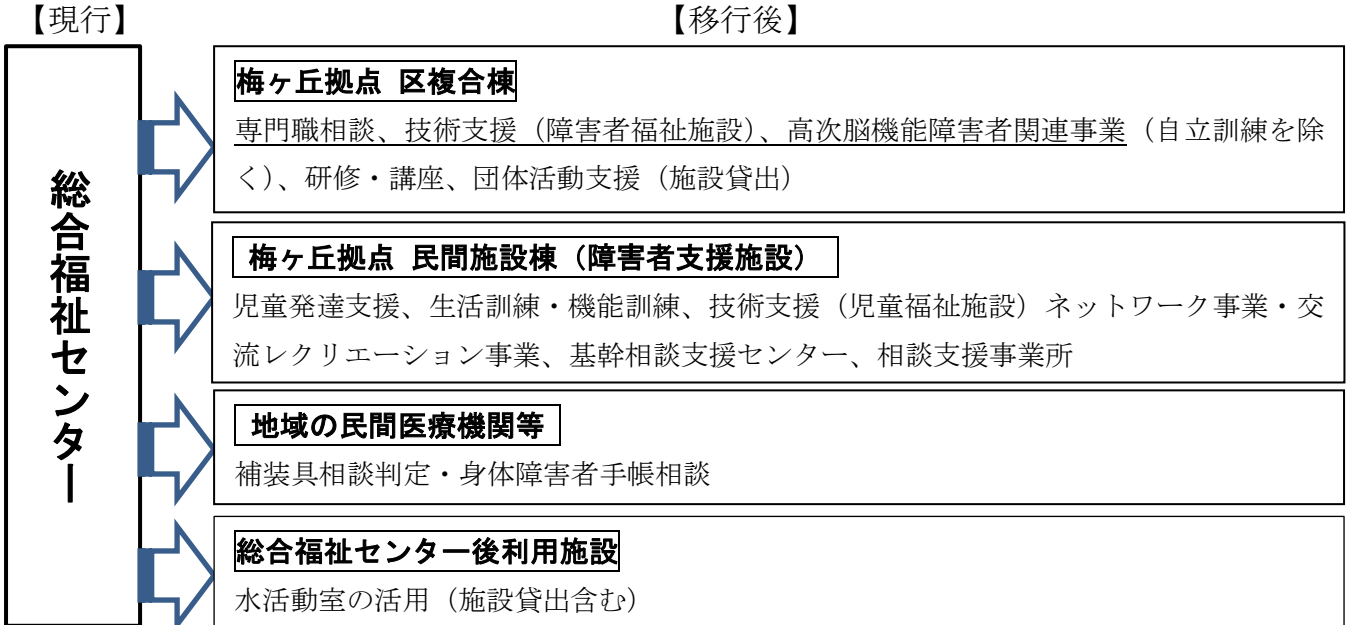 【現行】
【移行後】
総合福祉センター
梅ヶ丘拠点 区複合棟
専門職相談、技術支援（障害者福祉施設）、高次脳機能障害者関連事業（自立訓練を除
く）、研修・講座、団体活動支援（施設貸出）
梅ヶ丘拠点 民間施設棟（障害者支援施設）
児童発達支援、生活訓練・機能訓練、技術支援（児童福祉施設）ネットワーク事業・交
流レクリエーション事業、基幹相談支援センター、相談支援事業所
地域の民間医療機関等
補装具相談判定・身体障害者手帳相談
総合福祉センター後利用施設
水活動室の活用（施設貸出含む）